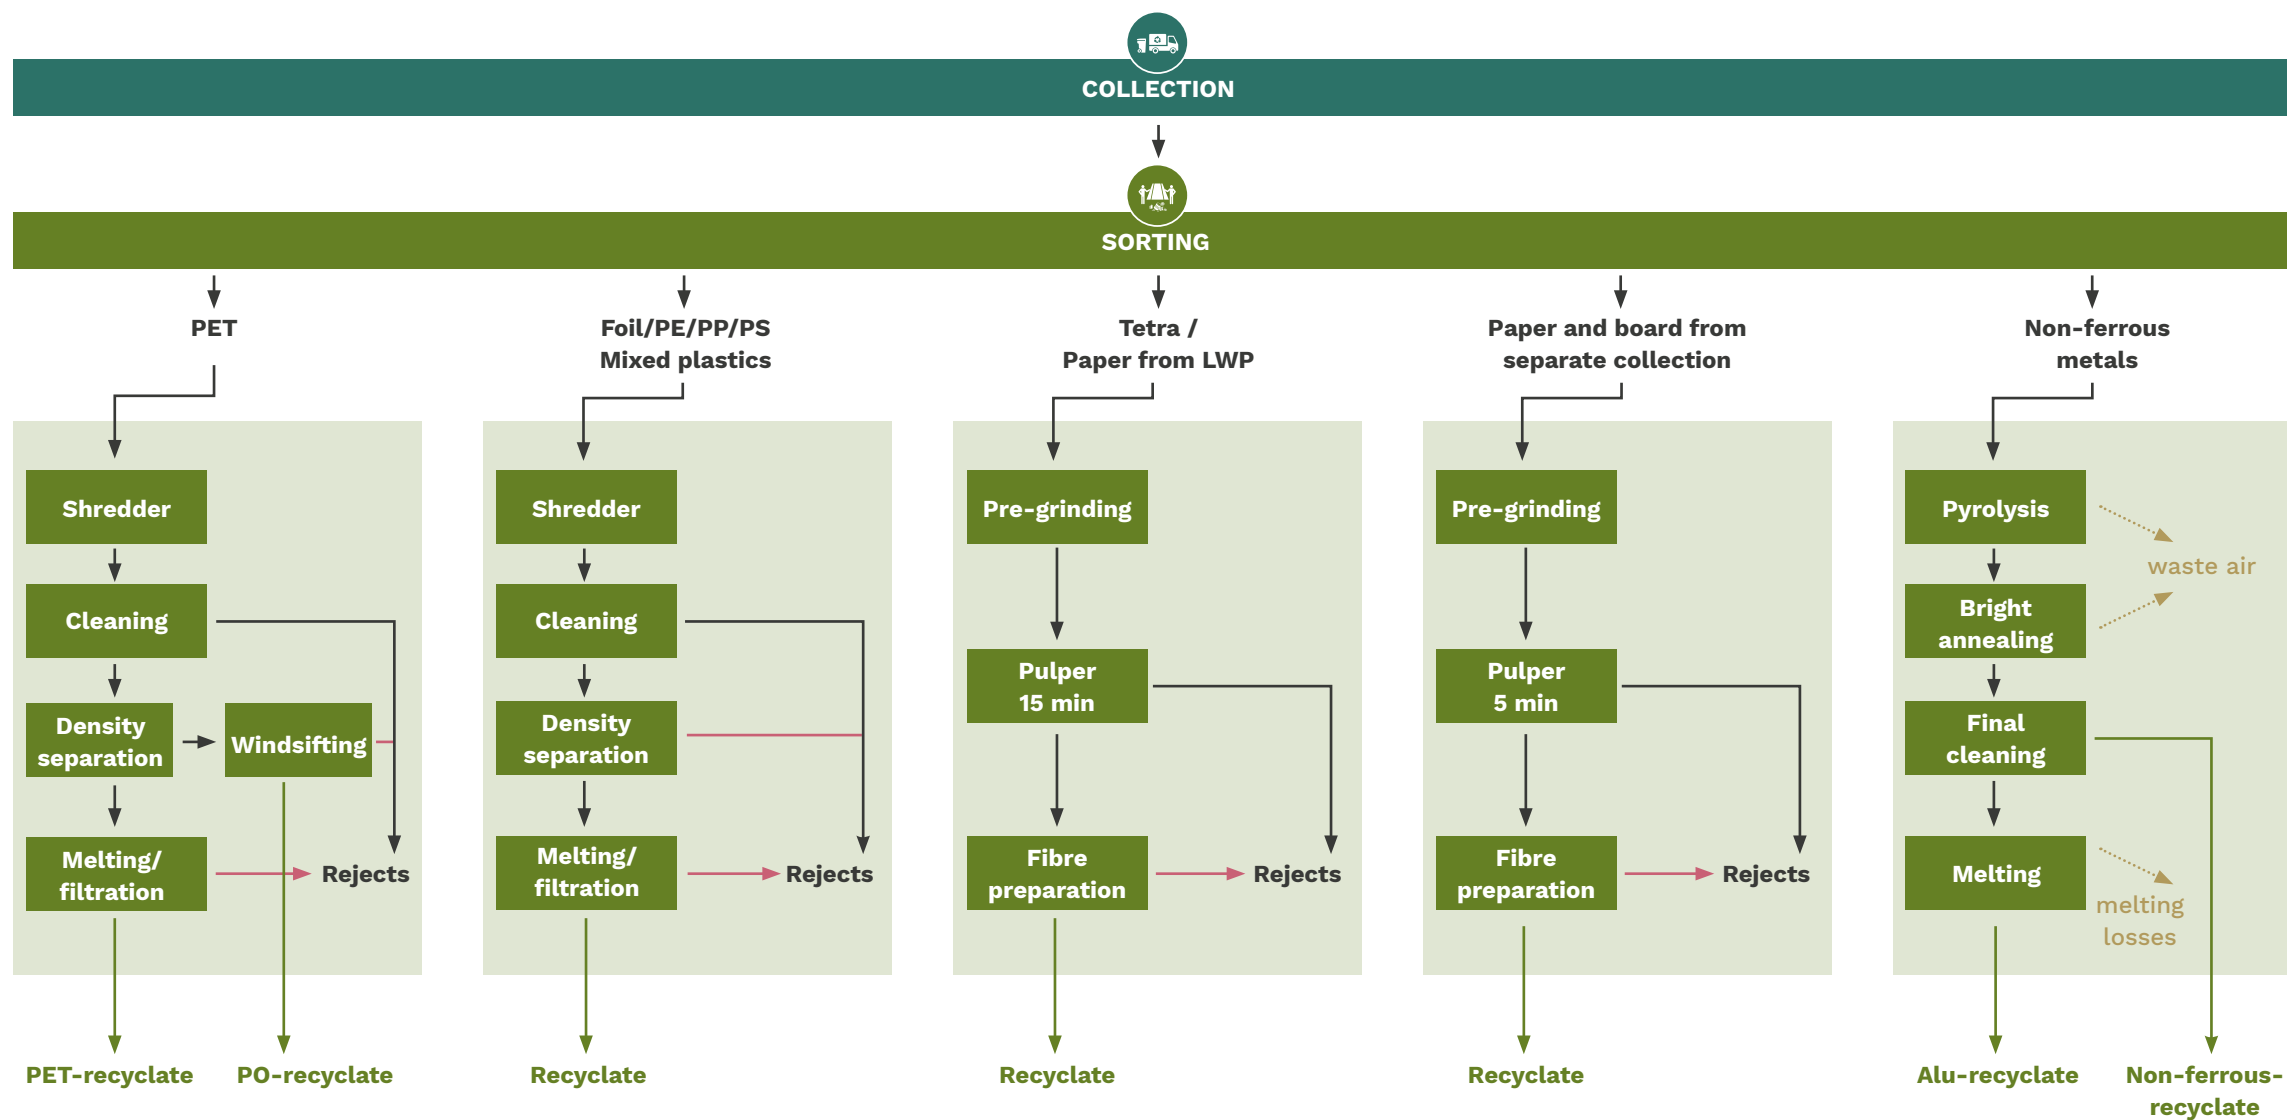 COLLECTION
SORTING
PET
Foil/PE/PP/PS
Mixed plastics
Tetra /
Paper from LWP
Paper and board from
separate collection
Non-ferrous
metals
Shredder
Cleaning
Density
separation
Windsifting
Melting/
filtration
Rejects
PET-recyclate
PO-recyclate
Shredder
Cleaning
Density
separation
Melting/
filtration
Rejects
Recyclate
Pre-grinding
Pulper
15 min
Fibre
preparation
Rejects
Recyclate
Pre-grinding
Pulper
5 min
Fibre
preparation
Rejects
Recyclate
Pyrolysis
waste air
Bright
annealing
Final
cleaning
Melting
melting
losses
Alu-recyclate
Non-ferrous-
recyclate